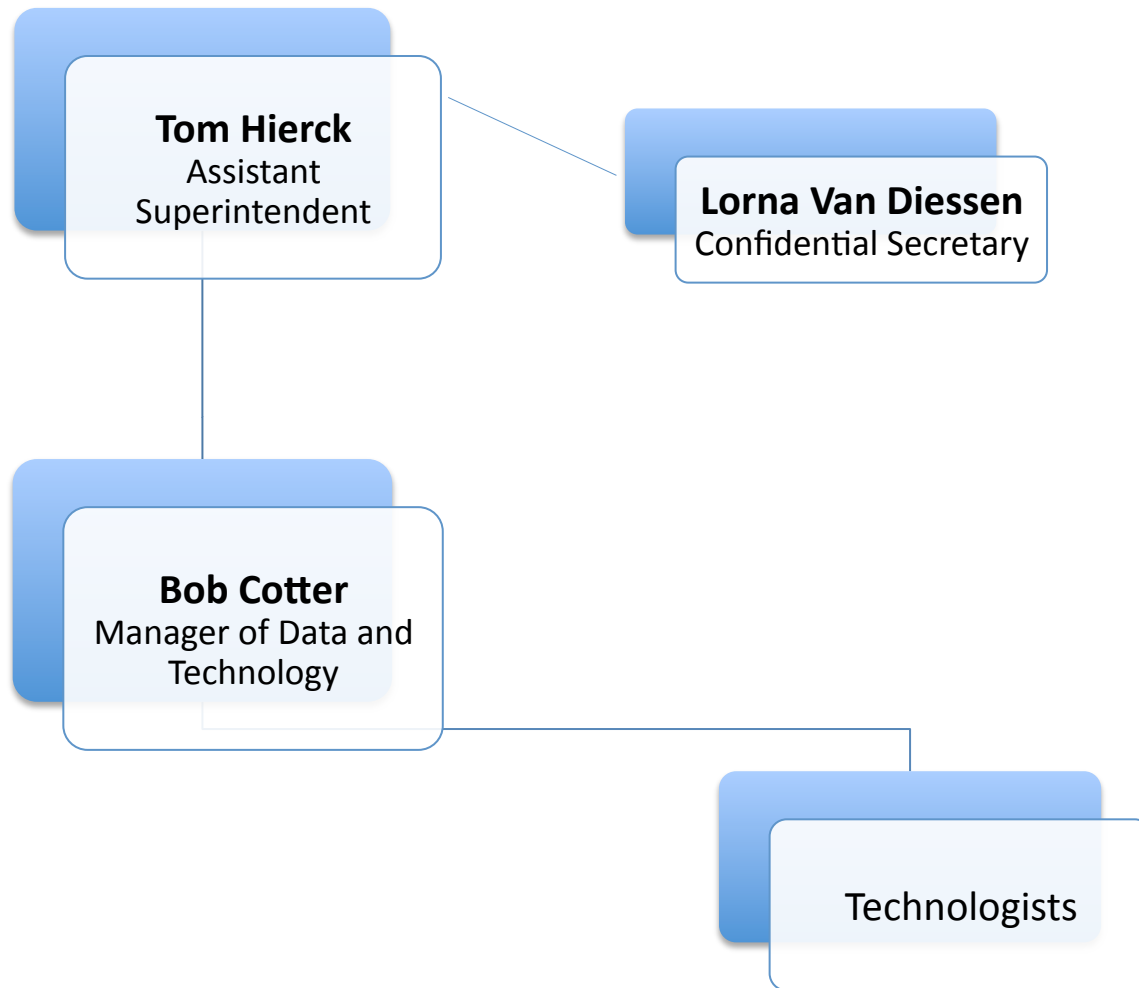 Tom Hierck
Assistant
Superintendent
Lorna Van Diessen
Confidential Secretary
Bob Cotter
Manager of Data and
Technology
Technologists